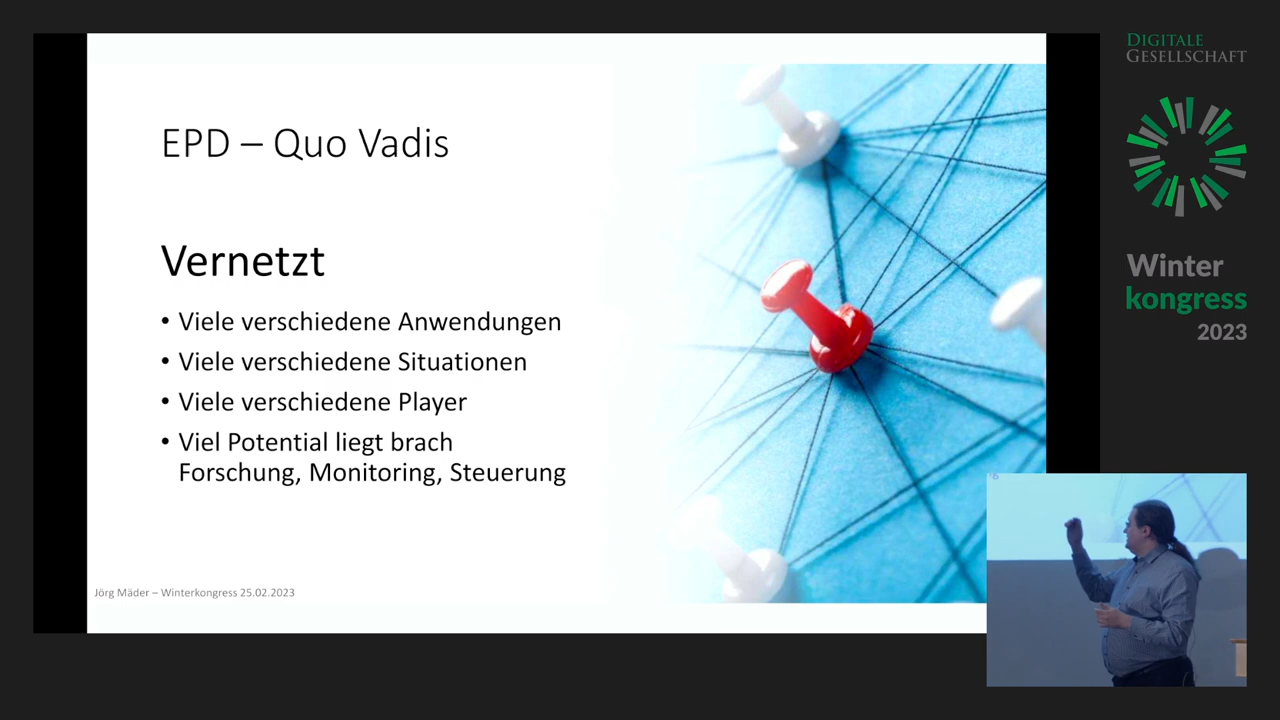 EPD – Quo Vadis
Vernetzt
• Viele verschiedene Anwendungen
• Viele verschiedene Situationen
• Viele verschiedene Player
• Viel Potential liegt brach
Forschung, Monitoring, Steuerung
Jörg Mäder – Winterkongress 25.02.2023
DIGITALE
GESELLSCHAFT
Winter
kongress
2023